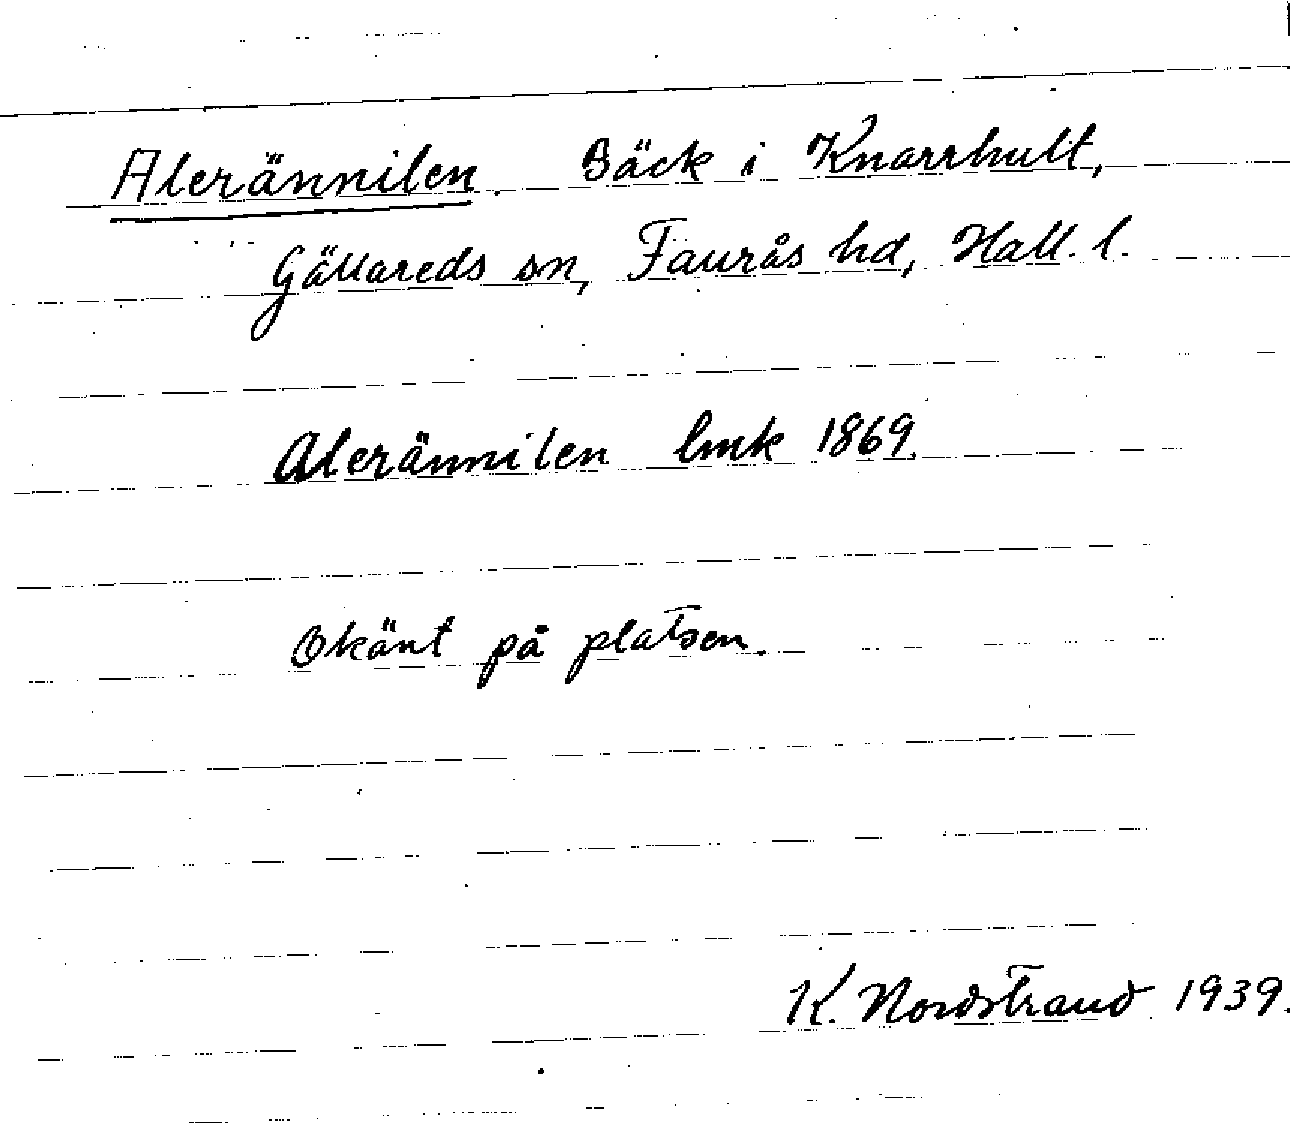 Alerännilen. Bäck i Knarrhult,
Gällareds sn, Faurås hd, Hall. l.
Alerännilen lmk 1869.
Okänt på platsen.
K. Nordstrand 1939.